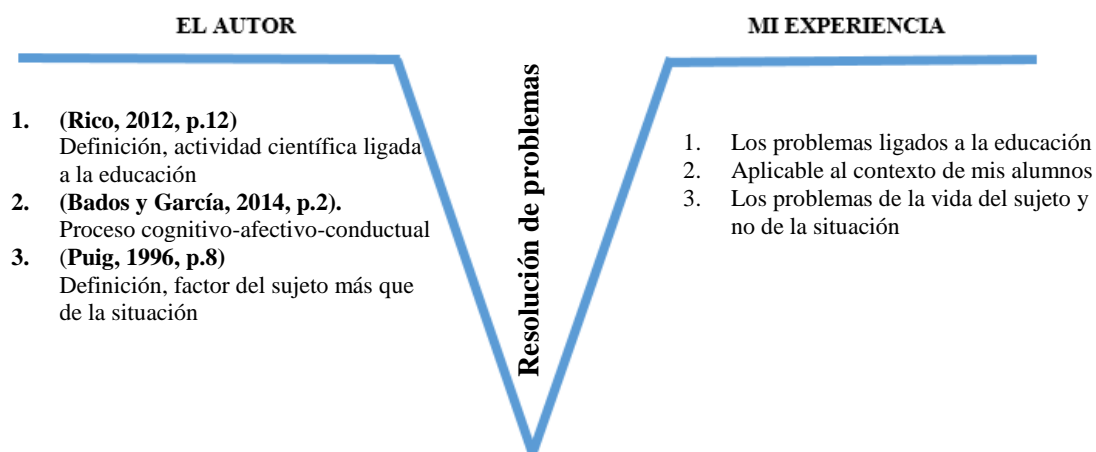 EL AUTOR
1. (Rico, 2012, p.12)
Definición, actividad científica ligada
a la educación
2. (Bados y García, 2014, p.2).
Proceso cognitivo-afectivo-conductual
3. (Puig, 1996, p.8)
Definición, factor del sujeto más que
de la situación
Resolución de problemas
MI EXPERIENCIA
1. Los problemas ligados a la educación
2. Aplicable al contexto de mis alumnos
3. Los problemas de la vida del sujeto y
no de la situación